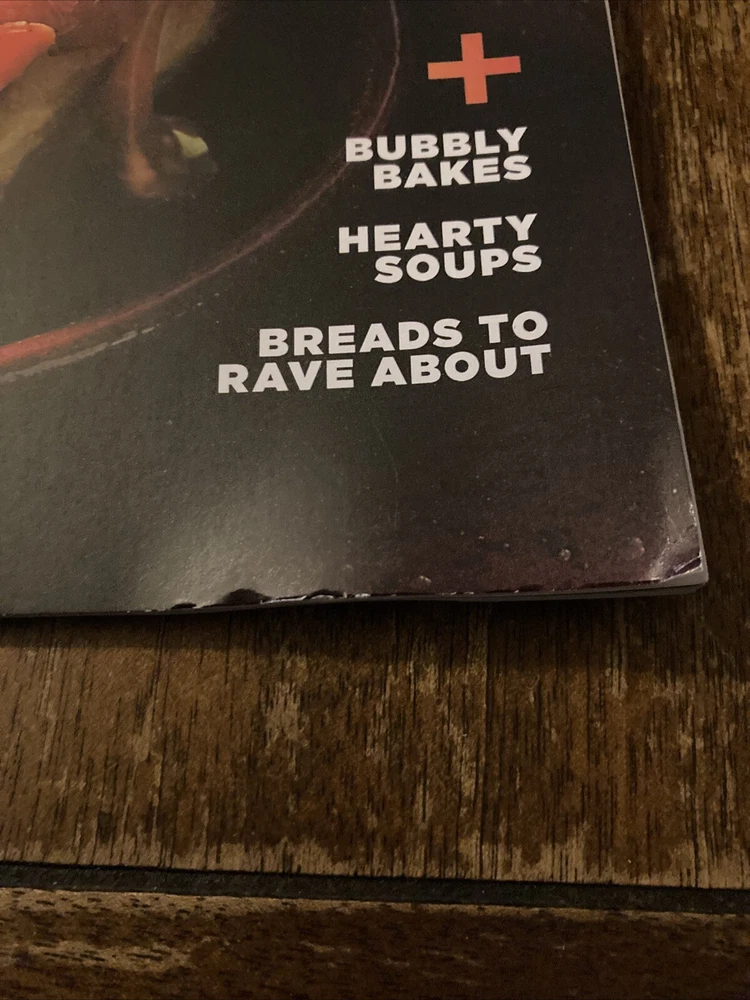 +
BUBBLY
BAKES
HEARTY
SOUPS
BREADS TO
RAVE ABOUT